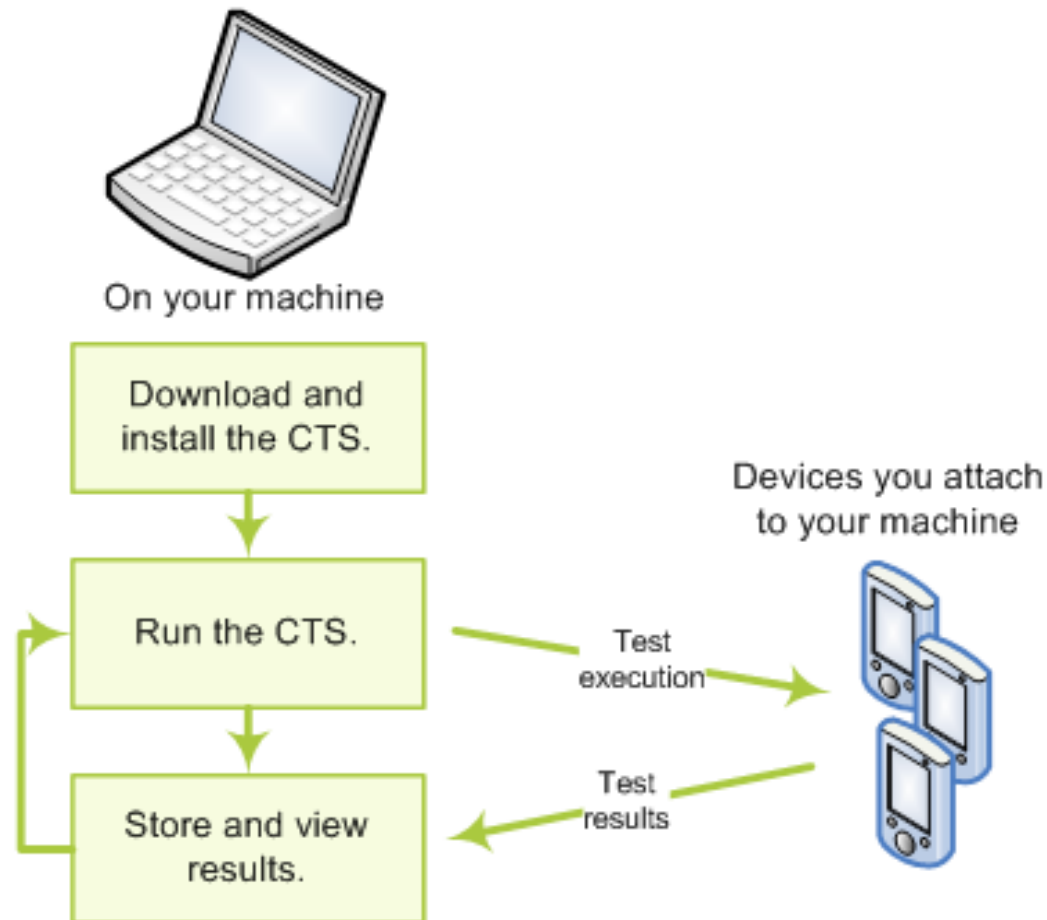 On your machine
Download and
install the CTS.
Devices you attach
to your machine
Run the CTS.
Test
execution
Test
results
Store and view
results.